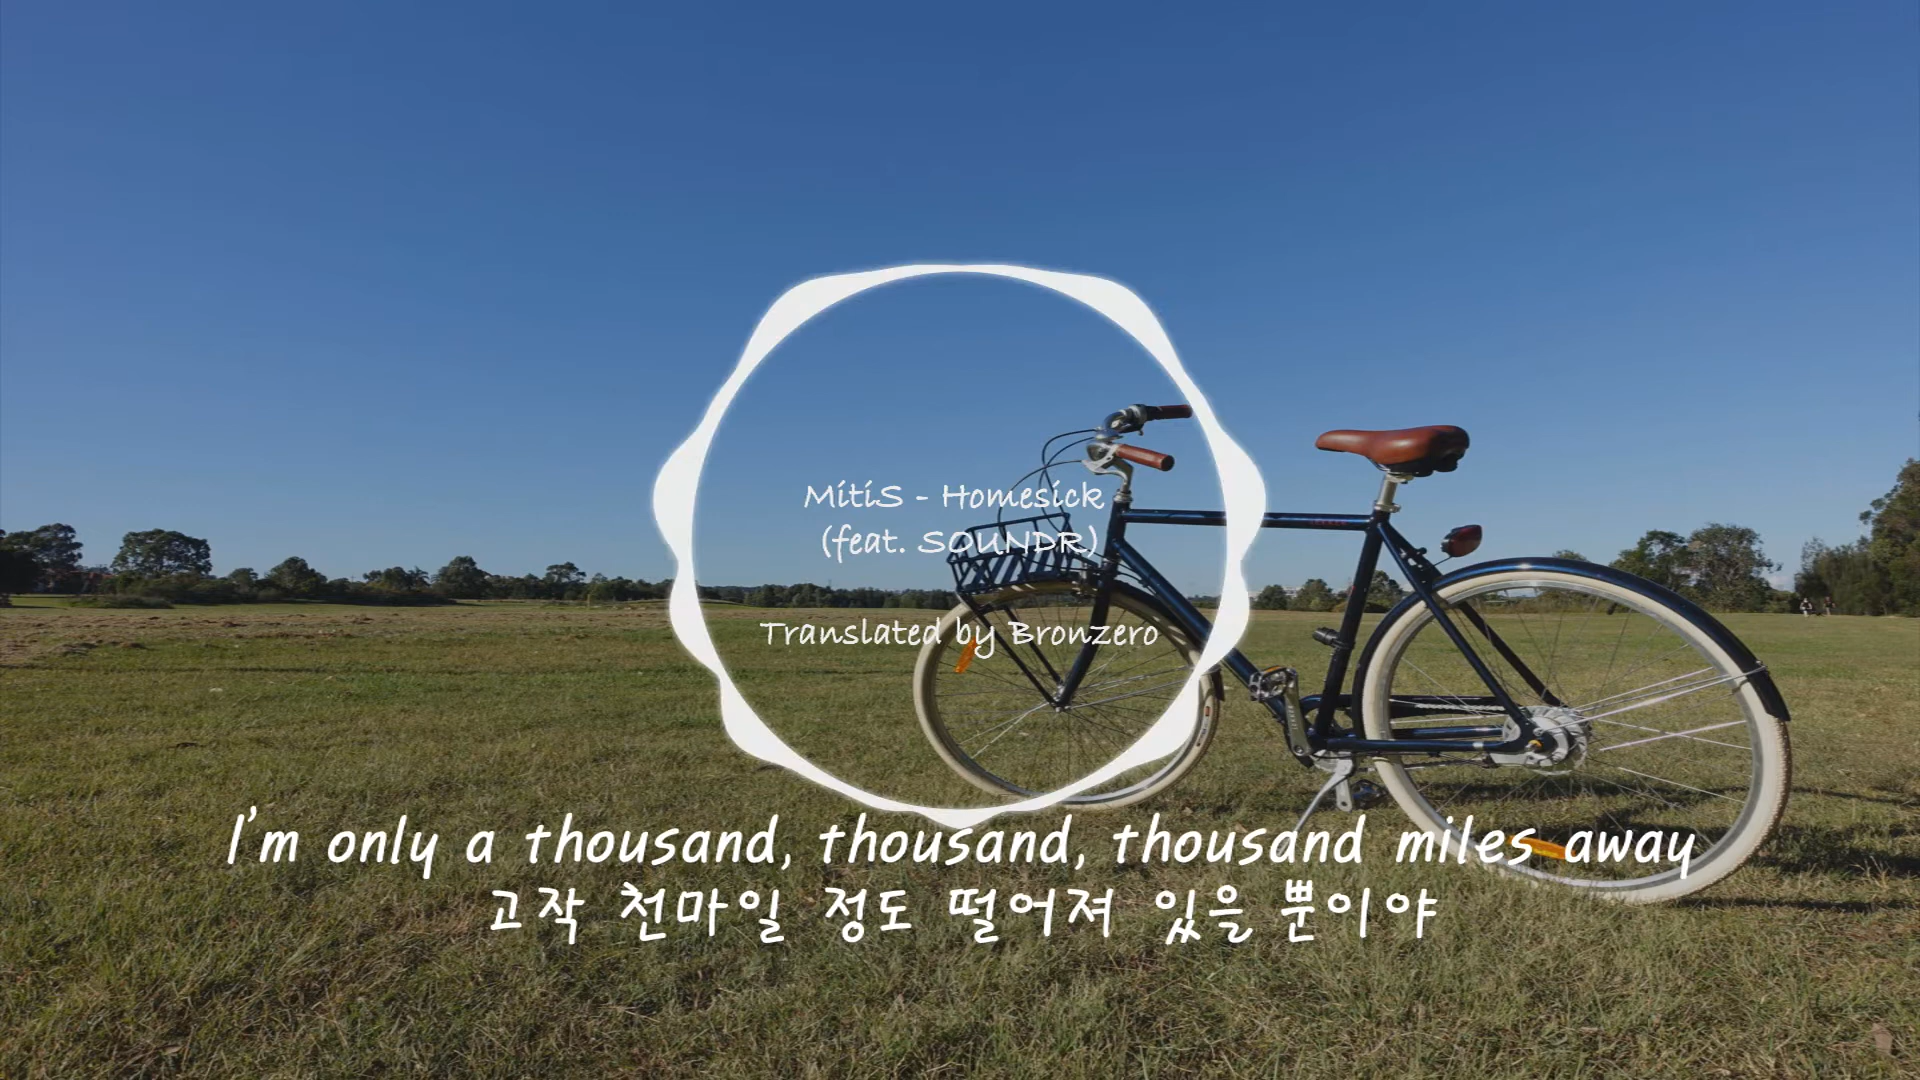 MitiS - Homesick
(feat. SOUNDR)
Translated by Bronzero
I'm only a thousand, thousand, thousand miles away
고작 천마일 정도 떨어져 있을 뿐이야